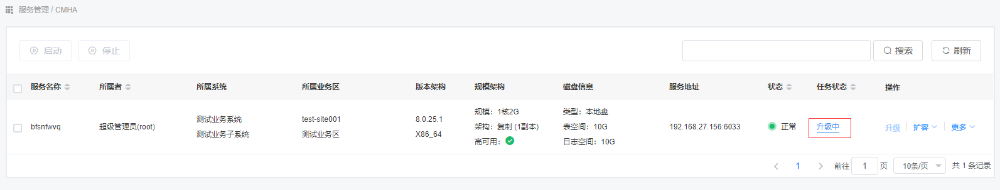 服务管理 / CMHA
启动 停止 搜索 刷新
服务名称 所属者 所属系统 所属业务区 版本架构 规模架构 磁盘信息 服务地址 状态 任务状态 操作
bfsnfwvq 超级管理员(root) 测试业务系统 test-site001 8.0.25.1 规模：1核2G 类型：本地盘 192.168.27.156:6033 正常 升级中 升级 扩容 更多
测试业务子系统 测试业务区 X86_64 架构：复制 (1副本) 表空间：10G
高可用： 日志空间：10G
1 前往 1 页 10条/页 共 1 条记录